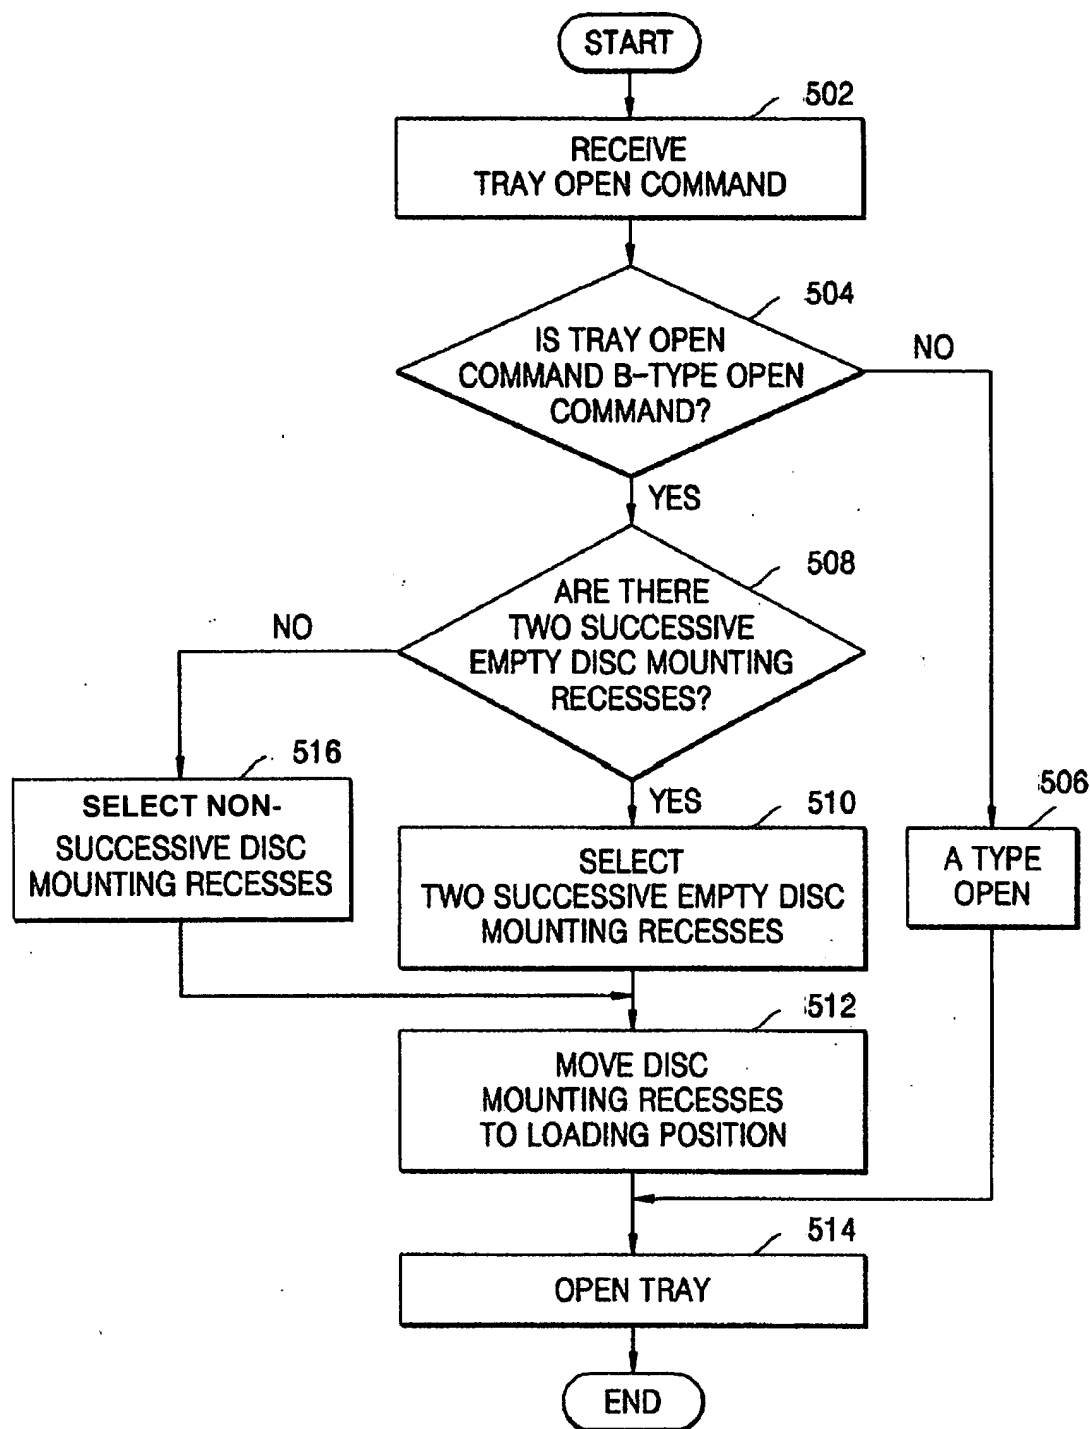 START
502
RECEIVE
TRAY OPEN COMMAND
504
IS TRAY OPEN
COMMAND B-TYPE OPEN
COMMAND?
NO
YES
508
ARE THERE
TWO SUCCESSIVE
EMPTY DISC MOUNTING
RECESSES?
NO
YES
516
SELECT NON-
SUCCESSIVE DISC
MOUNTING RECESSES
510
SELECT
TWO SUCCESSIVE EMPTY DISC
MOUNTING RECESSES
506
A TYPE
OPEN
512
MOVE DISC
MOUNTING RECESSES
TO LOADING POSITION
514
OPEN TRAY
END